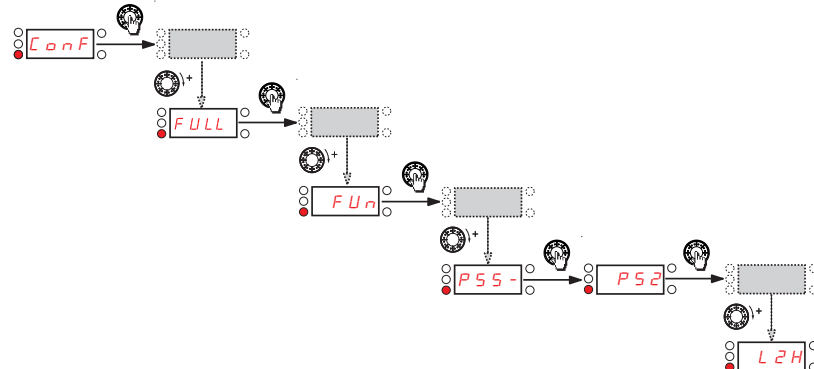 ConF
+
FULL
+
FUn
+
PSS-
PS2
+
L2H